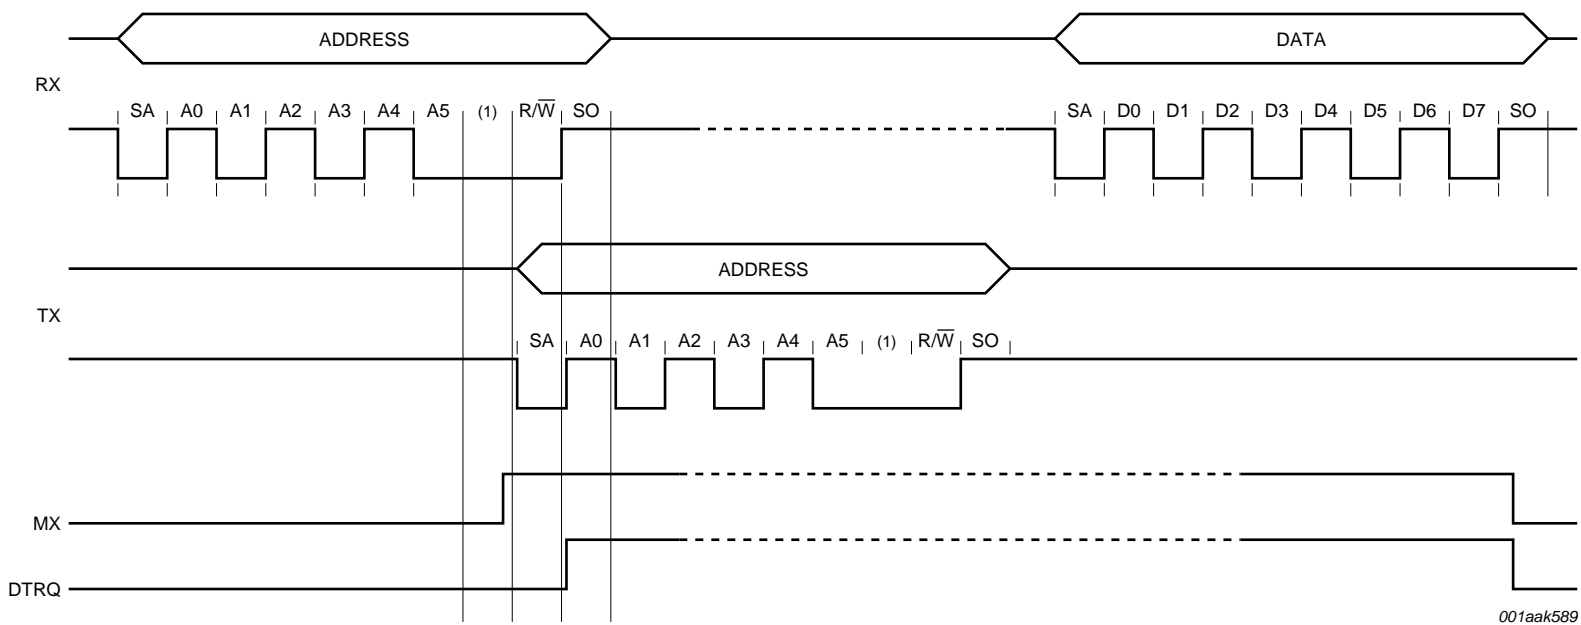 ADDRESS DATA
RX
SA A0 A1 A2 A3 A4 A5 (1) R/W̅ SO SA D0 D1 D2 D3 D4 D5 D6 D7 SO
ADDRESS
TX
SA A0 A1 A2 A3 A4 A5 (1) R/W̅ SO
MX
DTRQ
001aak589